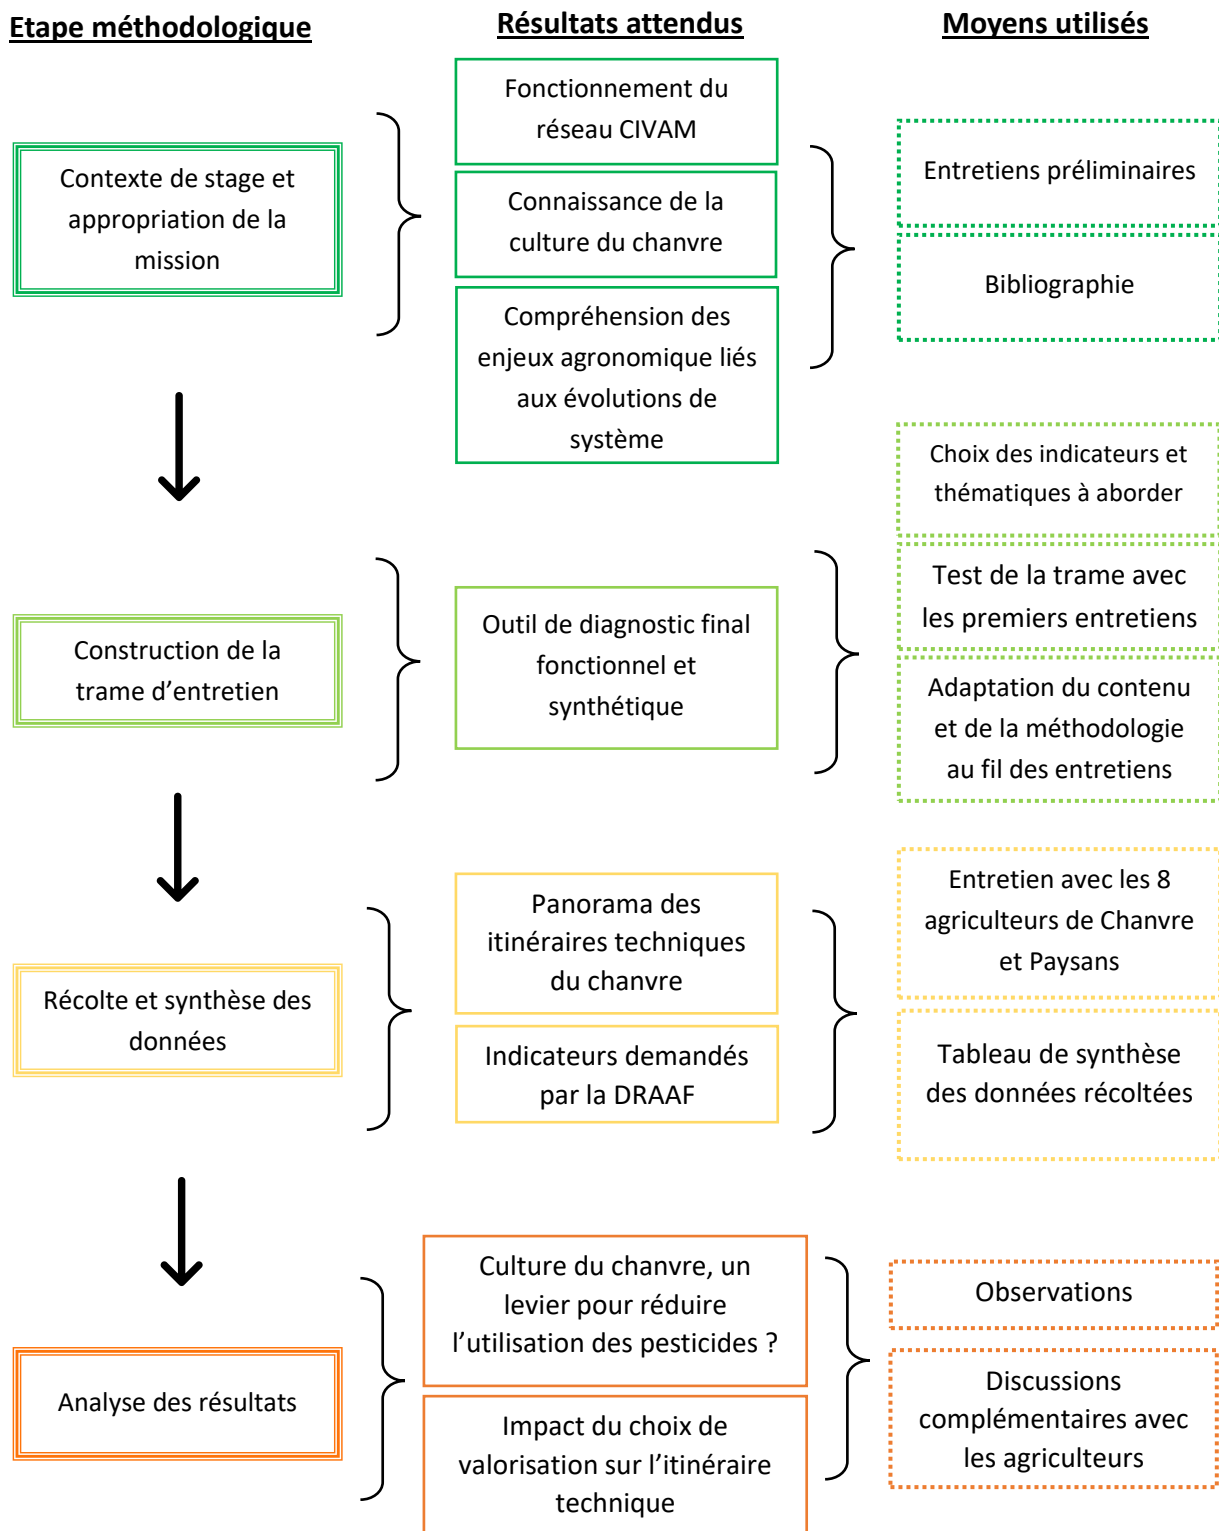 Etape méthodologique
Résultats attendus
Moyens utilisés
Contexte de stage et
appropriation de la
mission
Fonctionnement du
réseau CIVAM
Connaissance de la
culture du chanvre
Compréhension des
enjeux agronomique liés
aux évolutions de
système
Entretiens préliminaires
Bibliographie
Construction de la
trame d’entretien
Outil de diagnostic final
fonctionnel et
synthétique
Choix des indicateurs et
thématiques à aborder
Test de la trame avec
les premiers entretiens
Adaptation du contenu
et de la méthodologie
au fil des entretiens
Récolte et synthèse des
données
Panorama des
itinéraires techniques
du chanvre
Indicateurs demandés
par la DRAAF
Entretien avec les 8
agriculteurs de Chanvre
et Paysans
Tableau de synthèse
des données récoltées
Analyse des résultats
Culture du chanvre, un
levier pour réduire
l’utilisation des pesticides ?
Impact du choix de
valorisation sur l’itinéraire
technique
Observations
Discussions
complémentaires avec
les agriculteurs